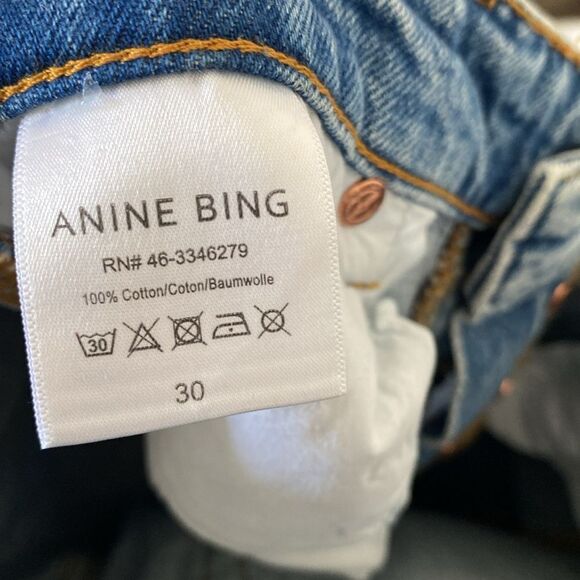 ANINE BING
RN# 46-3346279
100% Cotton/Coton/Baumwolle
30
30